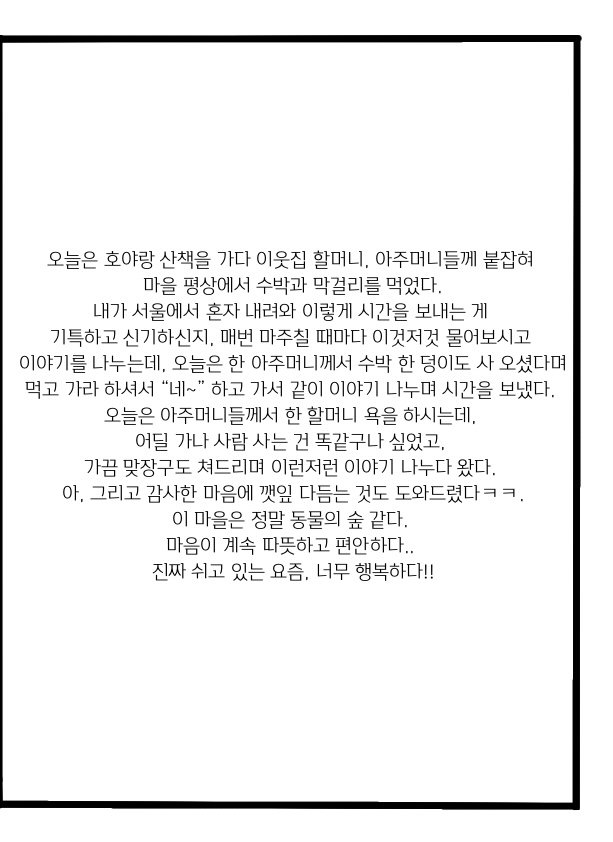 오늘은 호야랑 산책을 가다 이웃집 할머니, 아주머니들께 붙잡혀
마을 평상에서 수박과 막걸리를 먹었다.
내가 서울에서 혼자 내려와 이렇게 시간을 보내는 게
기특하고 신기하신지, 매번 마주칠 때마다 이것저것 물어보시고
이야기를 나누는데, 오늘은 한 아주머니께서 수박 한 덩이도 사 오셨다며
먹고 가라 하셔서 “네~” 하고 가서 같이 이야기 나누며 시간을 보냈다.
오늘은 아주머니들께서 한 할머니 욕을 하시는데,
어딜 가나 사람 사는 건 똑같구나 싶었고,
가끔 맞장구도 쳐드리며 이런저런 이야기 나누다 왔다.
아, 그리고 감사한 마음에 깻잎 다듬는 것도 도와드렸다ㅋㅋ.
이 마을은 정말 동물의 숲 같다.
마음이 계속 따뜻하고 편안하다..
진짜 쉬고 있는 요즘, 너무 행복하다!!